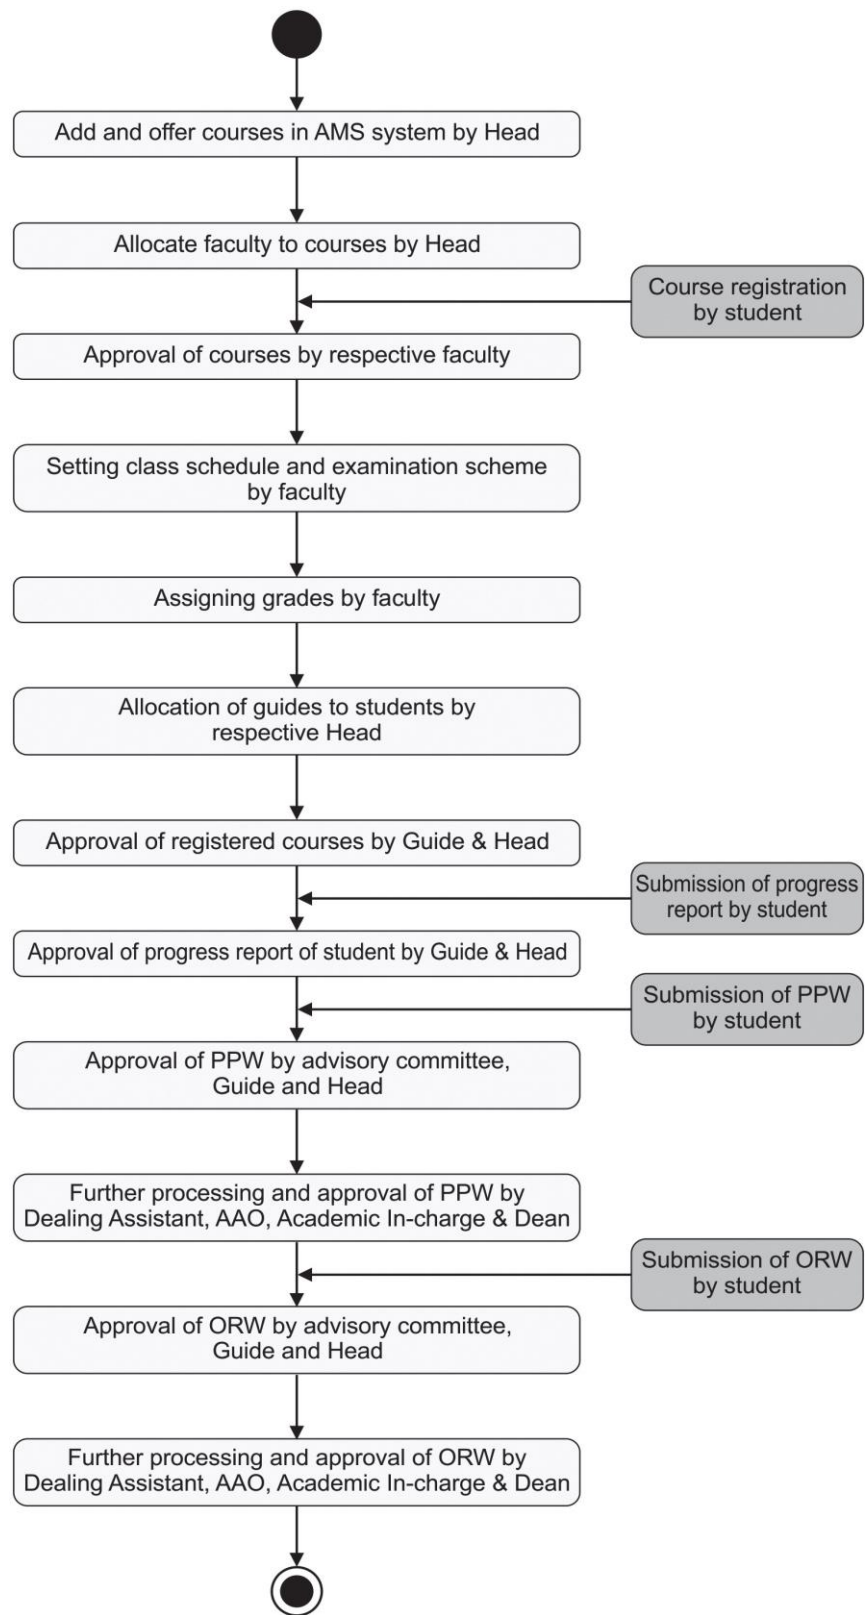 Add and offer courses in AMS system by Head
Allocate faculty to courses by Head
Course registration
by student
Approval of courses by respective faculty
Setting class schedule and examination scheme
by faculty
Assigning grades by faculty
Allocation of guides to students by
respective Head
Approval of registered courses by Guide & Head
Submission of progress
report by student
Approval of progress report of student by Guide & Head
Submission of PPW
by student
Approval of PPW by advisory committee,
Guide and Head
Further processing and approval of PPW by
Dealing Assistant, AAO, Academic In-charge & Dean
Submission of ORW
by student
Approval of ORW by advisory committee,
Guide and Head
Further processing and approval of ORW by
Dealing Assistant, AAO, Academic In-charge & Dean